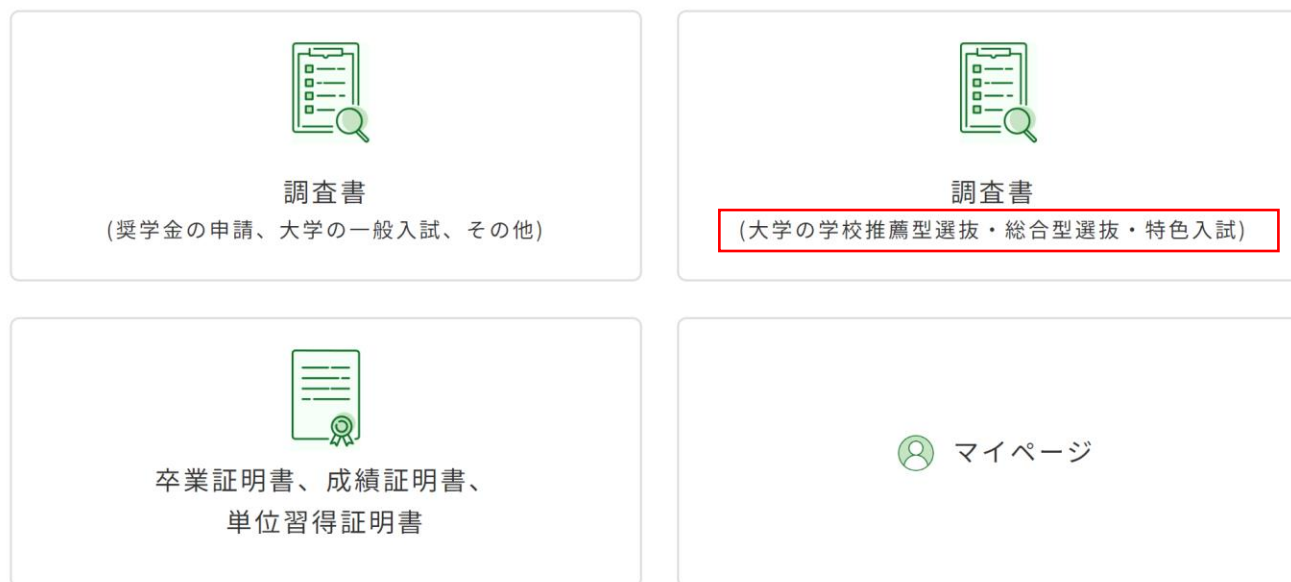 調査書
(奨学金の申請、大学の一般入試、その他)
調査書
(大学の学校推薦型選抜・総合型選抜・特色入試)
卒業証明書、成績証明書、
単位習得証明書
マイページ